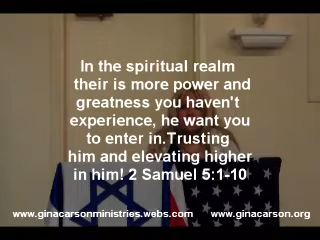 In the spiritual realm
their is more power and
greatness you haven't
experience, he want you
to enter in.Trusting
him and elevating higher
in him! 2 Samuel 5:1-10
www.ginacarsonministries.webs.com www.ginacarson.org